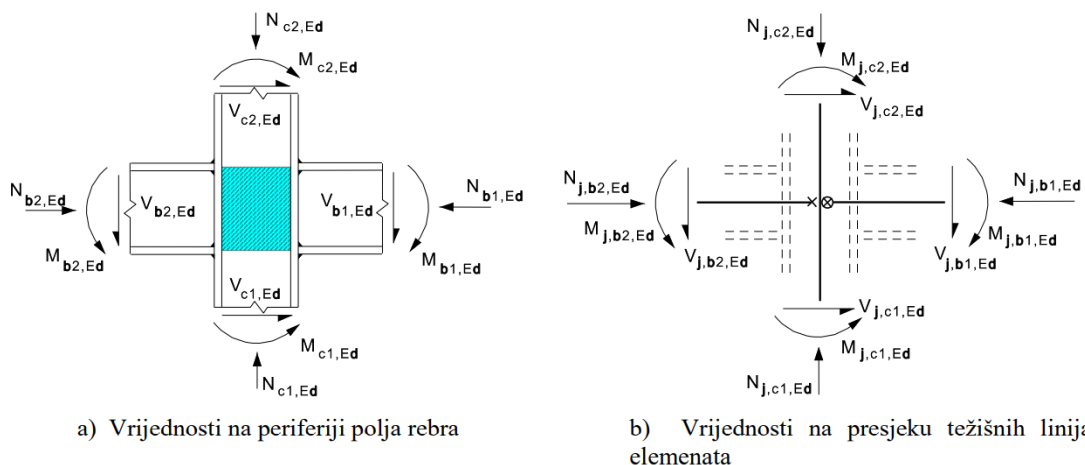 N c2,Ed
M c2,Ed
V c2,Ed
N b2,Ed
V b2,Ed
M b2,Ed
N b1,Ed
V b1,Ed
M b1,Ed
V c1,Ed
M c1,Ed
N c1,Ed
a) Vrijednosti na periferiji polja rebra
N j,c2,Ed
M j,c2,Ed
V j,c2,Ed
N j,b2,Ed
M j,b2,Ed
V j,b2,Ed
N j,b1,Ed
M j,b1,Ed
V j,b1,Ed
V j,c1,Ed
M j,c1,Ed
N j,c1,Ed
b) Vrijednosti na presjeku težišnih linija
elemenata